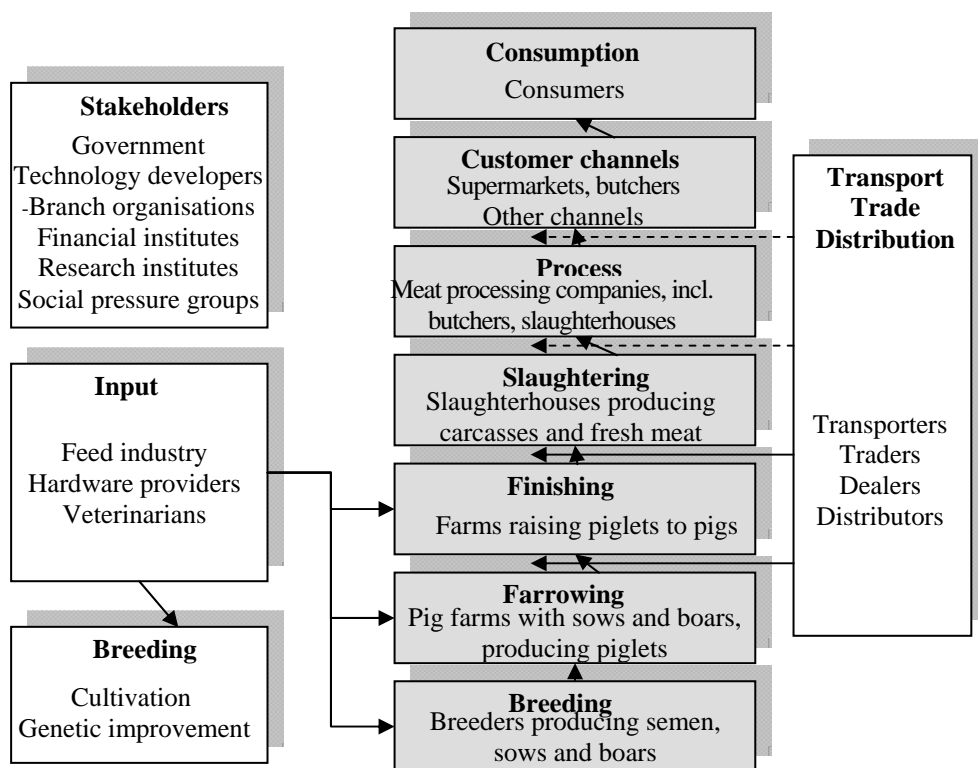 Stakeholders
Government
Technology developers
-Branch organisations
Financial institutes
Research institutes
Social pressure groups
Input
Feed industry
Hardware providers
Veterinarians
Breeding
Cultivation
Genetic improvement
Consumption
Consumers
Customer channels
Supermarkets, butchers
Other channels
Process
Meat processing companies, incl.
butchers, slaughterhouses
Slaughtering
Slaughterhouses producing
carcasses and fresh meat
Finishing
Farms raising piglets to pigs
Farrowing
Pig farms with sows and boars,
producing piglets
Breeding
Breeders producing semen,
sows and boars
Transport
Trade
Distribution
Transporters
Traders
Dealers
Distributors